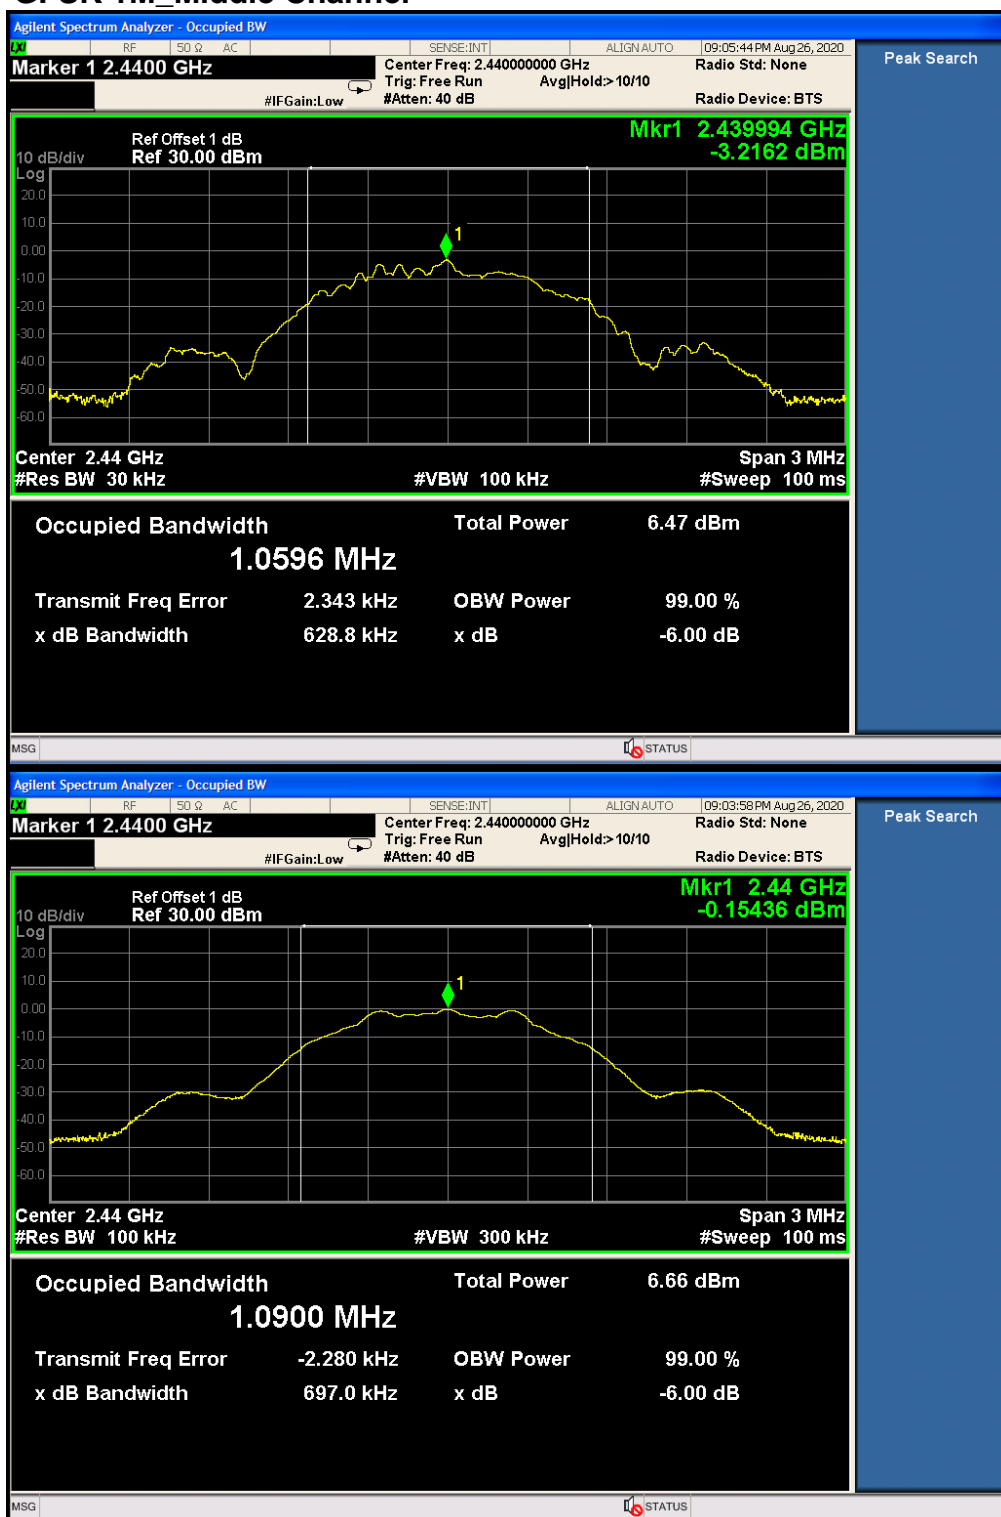 GFSK 1M_Middle Channel
Agilent Spectrum Analyzer - Occupied BW
LXI RF 50 Ω AC SENSE:INT ALIGN AUTO 09:05:44 PM Aug 26, 2020
Marker 1 2.4400 GHz
Center Freq: 2.440000000 GHz Radio Std: None
Trig: Free Run Avg|Hold:> 10/10
#IFGain:Low #Atten: 40 dB Radio Device: BTS
Peak Search
Mkr1 2.439994 GHz
-3.2162 dBm
Ref Offset 1 dB
10 dB/div Ref 30.00 dBm
Log
20.0
10.0
0.00
-10.0
-20.0
-30.0
-40.0
-50.0
-60.0
1
Center 2.44 GHz Span 3 MHz
#Res BW 30 kHz #VBW 100 kHz #Sweep 100 ms
Occupied Bandwidth Total Power 6.47 dBm
1.0596 MHz
Transmit Freq Error 2.343 kHz OBW Power 99.00 %
x dB Bandwidth 628.8 kHz x dB -6.00 dB
MSG STATUS
Agilent Spectrum Analyzer - Occupied BW
LXI RF 50 Ω AC SENSE:INT ALIGN AUTO 09:03:58 PM Aug 26, 2020
Marker 1 2.4400 GHz
Center Freq: 2.440000000 GHz Radio Std: None
Trig: Free Run Avg|Hold:> 10/10
#IFGain:Low #Atten: 40 dB Radio Device: BTS
Peak Search
Mkr1 2.44 GHz
-0.15436 dBm
Ref Offset 1 dB
10 dB/div Ref 30.00 dBm
Log
20.0
10.0
0.00
-10.0
-20.0
-30.0
-40.0
-50.0
-60.0
1
Center 2.44 GHz Span 3 MHz
#Res BW 100 kHz #VBW 300 kHz #Sweep 100 ms
Occupied Bandwidth Total Power 6.66 dBm
1.0900 MHz
Transmit Freq Error -2.280 kHz OBW Power 99.00 %
x dB Bandwidth 697.0 kHz x dB -6.00 dB
MSG STATUS